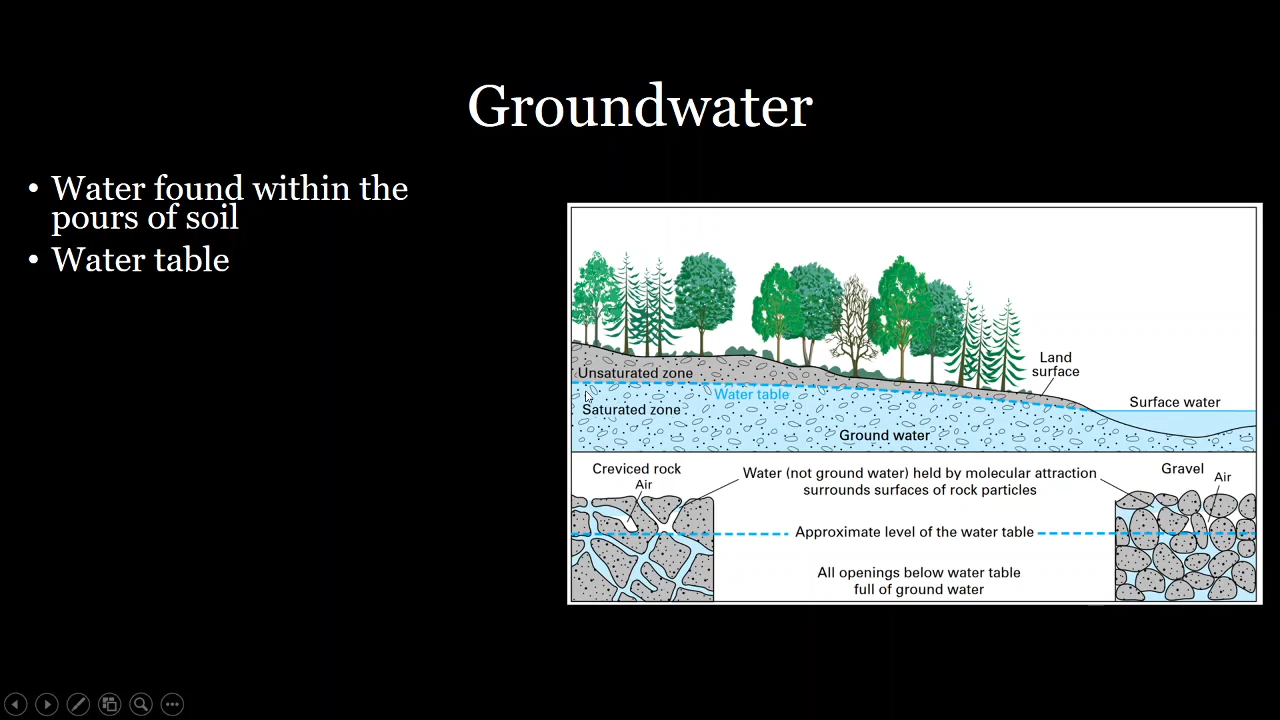 Groundwater
• Water found within the
pours of soil
• Water table
Land
surface
Unsaturated zone
Water table
Surface water
Saturated zone
Ground water
Creviced rock
Air
Water (not ground water) held by molecular attraction
surrounds surfaces of rock particles
Gravel
Air
Approximate level of the water table
All openings below water table
full of ground water